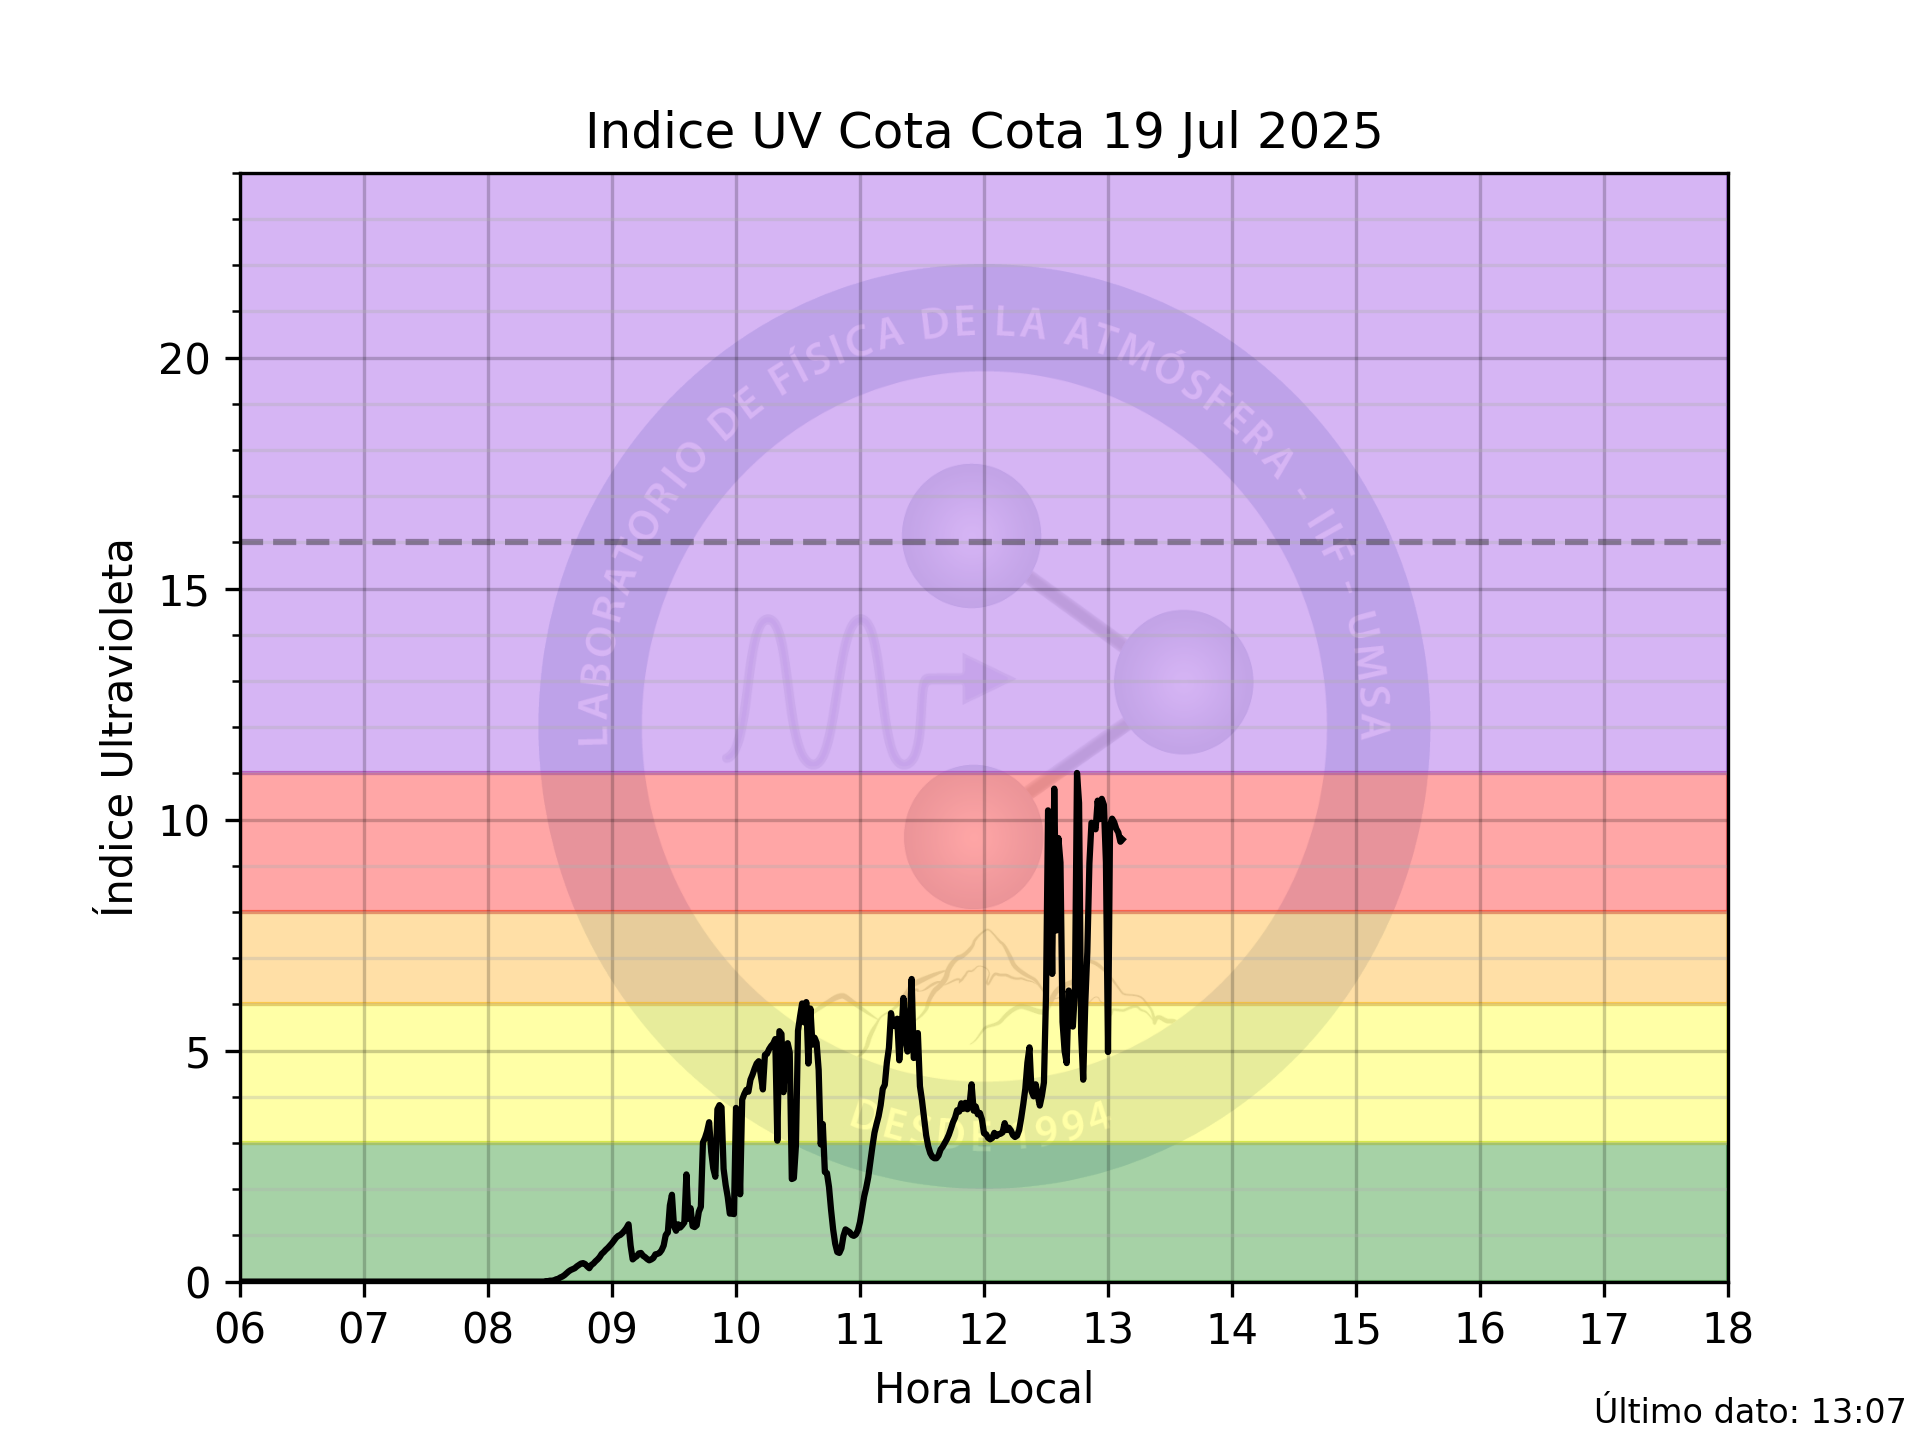 Indice UV Cota Cota 19 Jul 2025
20
15
10
5
0
Índice Ultravioleta
LABORATORIO DE FÍSICA DE LA ATMÓSFERA - IIF - UMSA
DESDE 1994
06 07 08 09 10 11 12 13 14 15 16 17 18
Hora Local
Último dato: 13:07